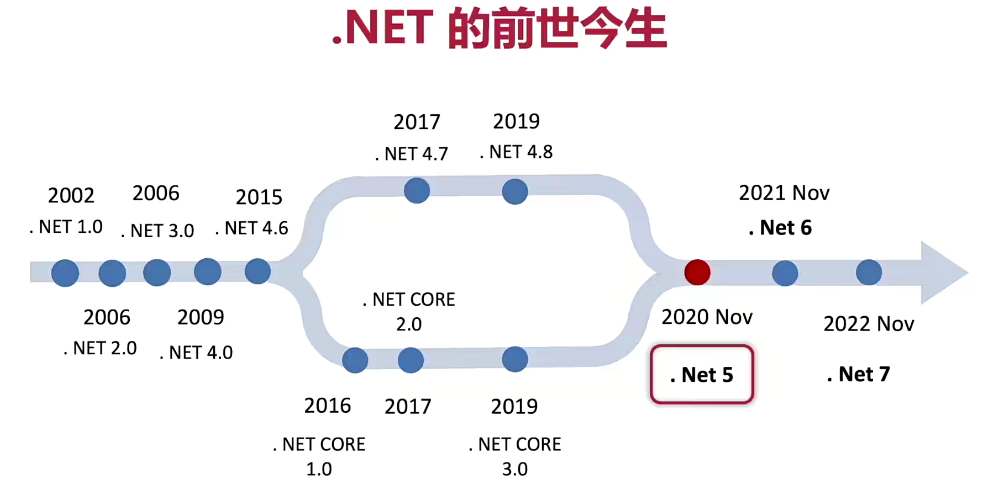 .NET 的前世今生
2017
. NET 4.7
2019
. NET 4.8
2002
. NET 1.0
2006
. NET 3.0
2015
. NET 4.6
2021 Nov
. Net 6
2006
. NET 2.0
2009
. NET 4.0
. NET CORE
2.0
2020 Nov
. Net 5
2022 Nov
. Net 7
2016
. NET CORE
1.0
2017
2019
. NET CORE
3.0